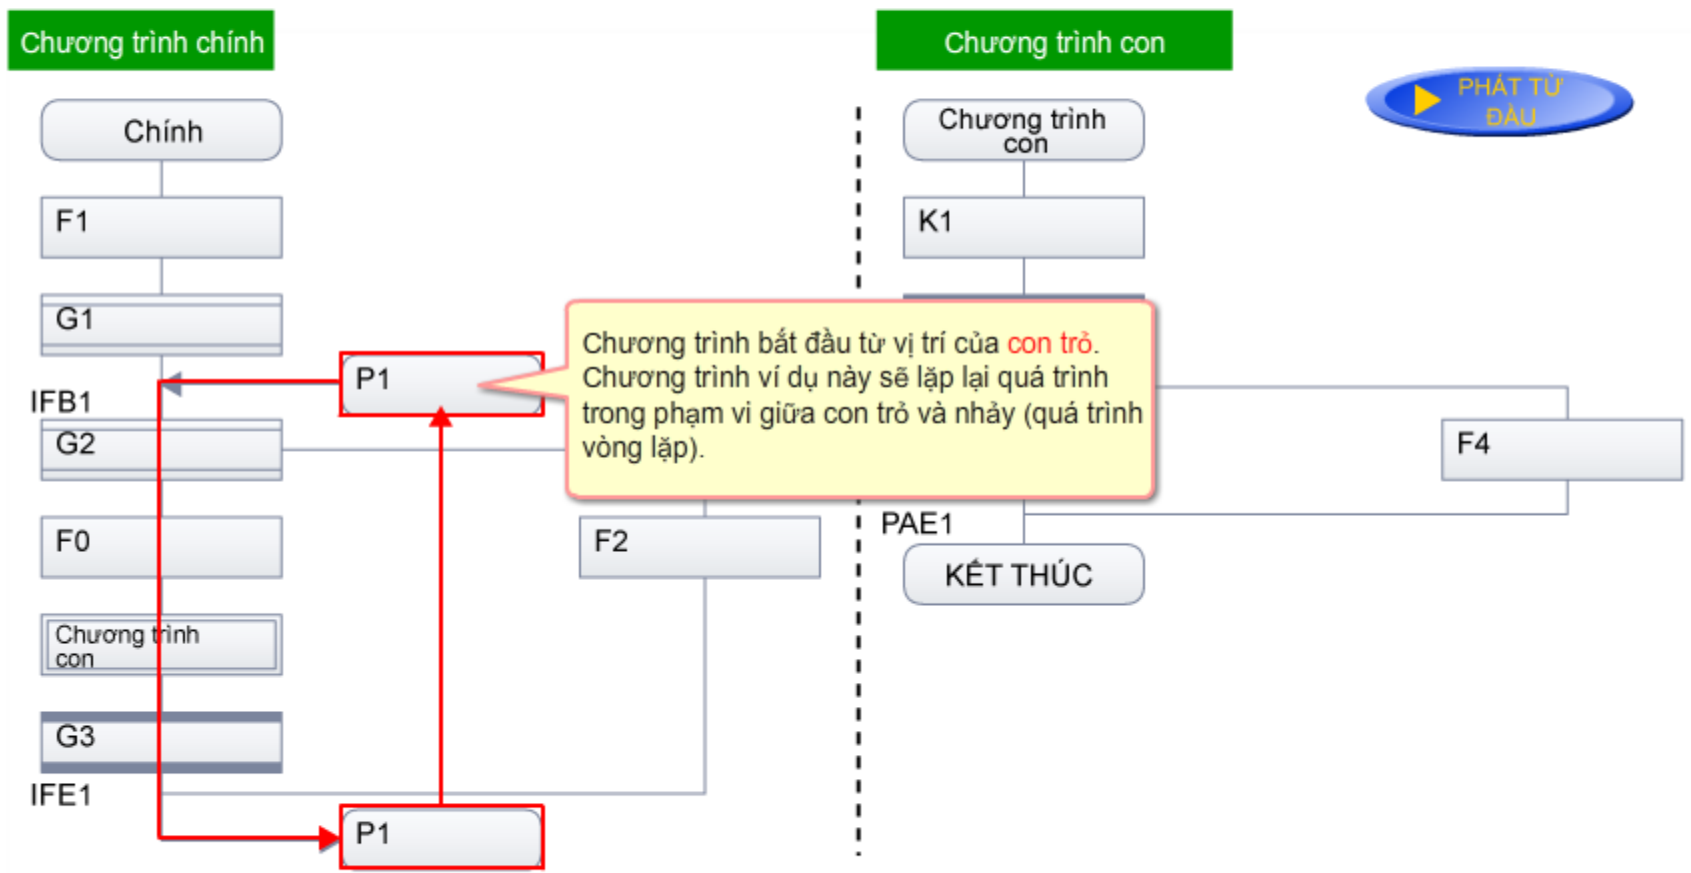 Chương trình chính
Chương trình con
PHÁT TỪ
ĐẦU
Chính
F1
G1
IFB1
G2
F0
Chương trình
con
G3
IFE1
P1
P1
F2
Chương trình bắt đầu từ vị trí của con trỏ.
Chương trình ví dụ này sẽ lặp lại quá trình
trong phạm vi giữa con trỏ và nhảy (quá trình
vòng lặp).
Chương trình
con
K1
F4
PAE1
KẾT THÚC